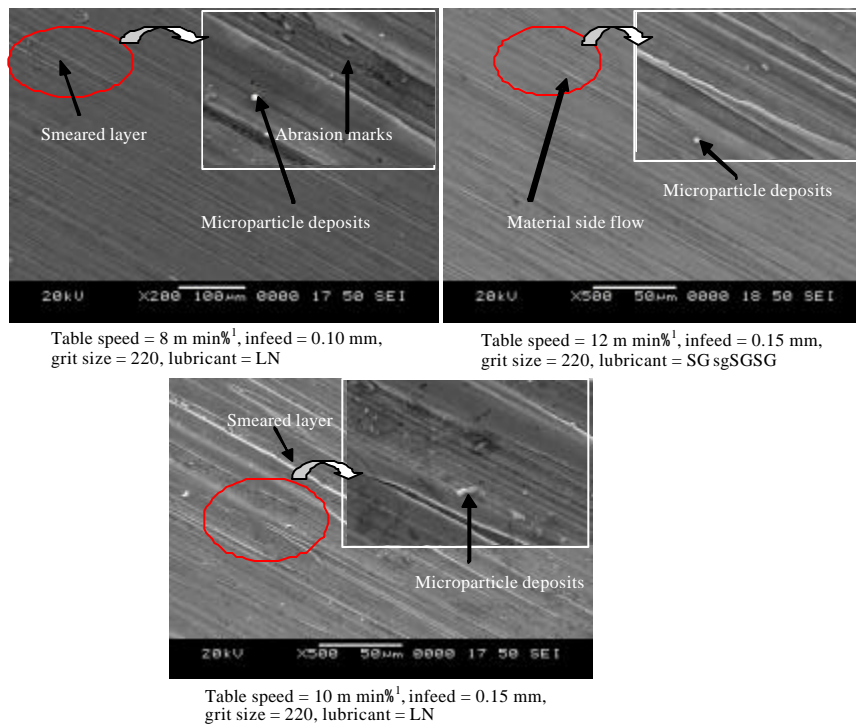 Smeared layer
Abrasion marks
Microparticle deposits
20kV X200 100µm 0000 17 50 SEI
Table speed = 8 m min%¹, infeed = 0.10 mm,
grit size = 220, lubricant = LN
Microparticle deposits
Material side flow
20kV X500 50µm 0000 18 50 SEI
Table speed = 12 m min%¹, infeed = 0.15 mm,
grit size = 220, lubricant = SG sgSGSG
Smeared layer
Microparticle deposits
20kV X500 50µm 0000 17 50 SEI
Table speed = 10 m min%¹, infeed = 0.15 mm,
grit size = 220, lubricant = LN